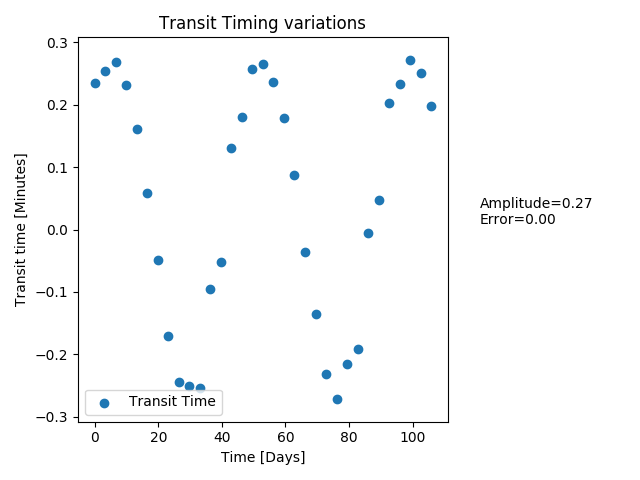 Transit Timing variations
0.3
0.2
0.1
0.0
−0.1
−0.2
−0.3
Transit time [Minutes]
Transit Time
0 20 40 60 80 100
Time [Days]
Amplitude=0.27
Error=0.00